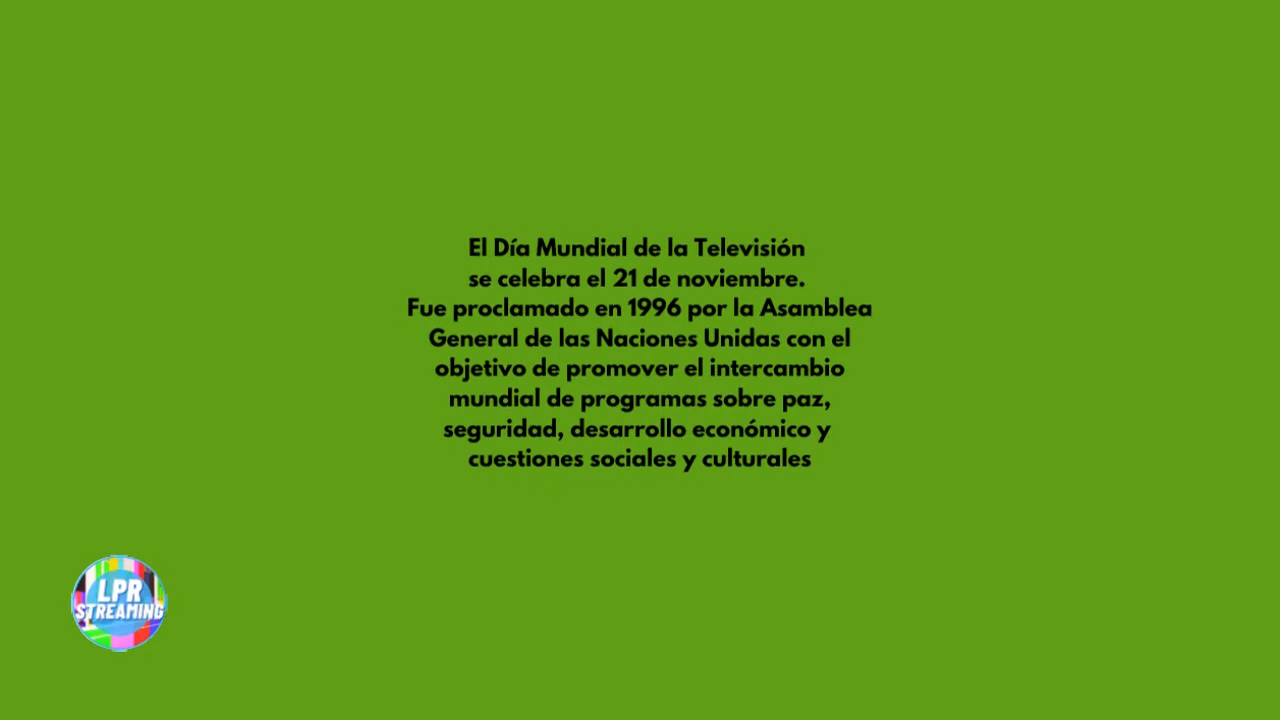 El Día Mundial de la Televisión
se celebra el 21 de noviembre.
Fue proclamado en 1996 por la Asamblea
General de las Naciones Unidas con el
objetivo de promover el intercambio
mundial de programas sobre paz,
seguridad, desarrollo económico y
cuestiones sociales y culturales
LPR
STREAMING